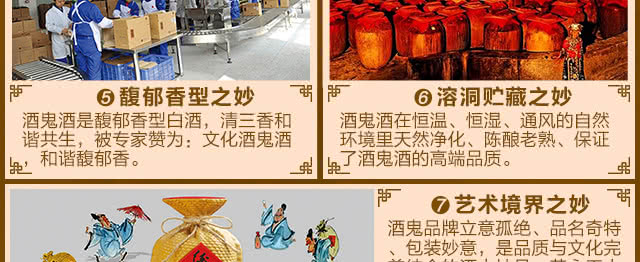 ❺馥郁香型之妙
酒鬼酒是馥郁香型白酒，清三香和
谐共生，被专家赞为：文化酒鬼酒
，和谐馥郁香。
❻溶洞贮藏之妙
酒鬼酒在恒温、恒湿、通风的自然
环境里天然净化、陈酿老熟、保证
了酒鬼酒的高端品质。
❼艺术境界之妙
酒鬼品牌立意孤绝、品名奇特
、包装妙意，是品质与文化完